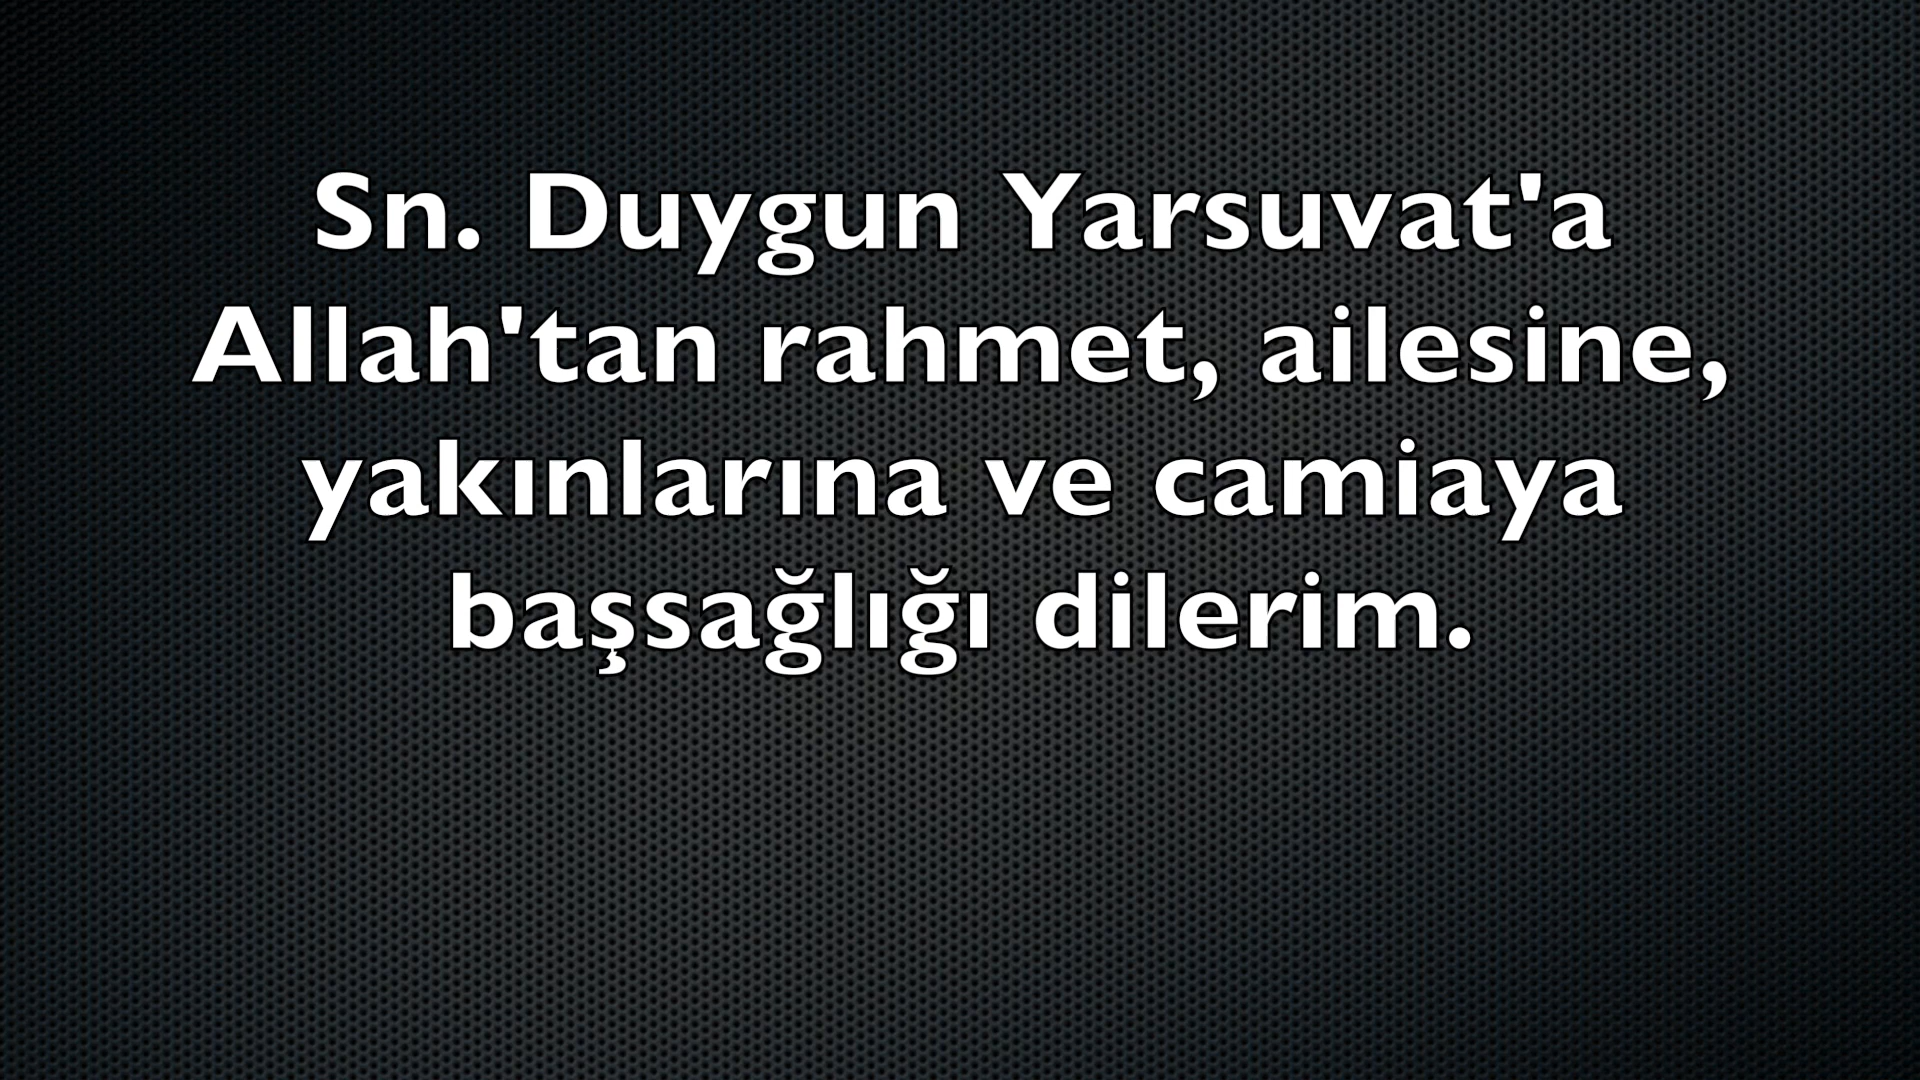 Sn. Duygun Yarsuvat'a
Allah'tan rahmet, ailesine,
yakınlarına ve camiaya
başsağlığı dilerim.